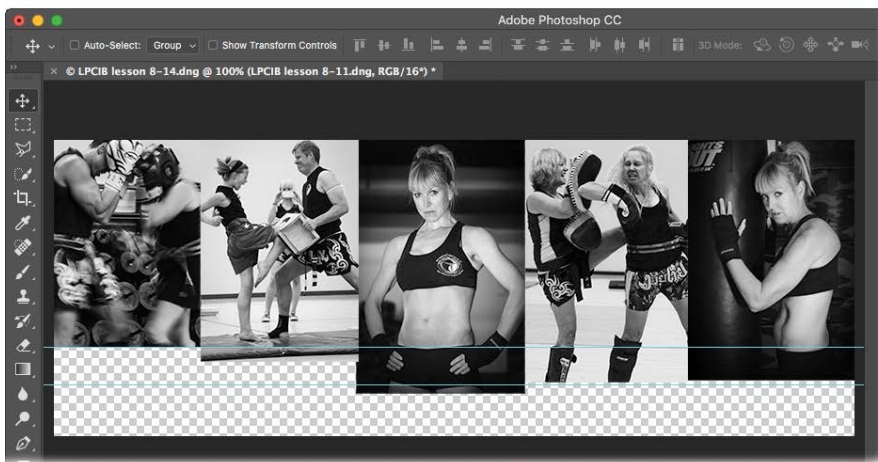 Adobe Photoshop CC
Auto-Select: Group Show Transform Controls 3D Mode:
× © LPCIB lesson 8-14.dng @ 100% (LPCIB lesson 8-11.dng, RGB/16*) *
OUT